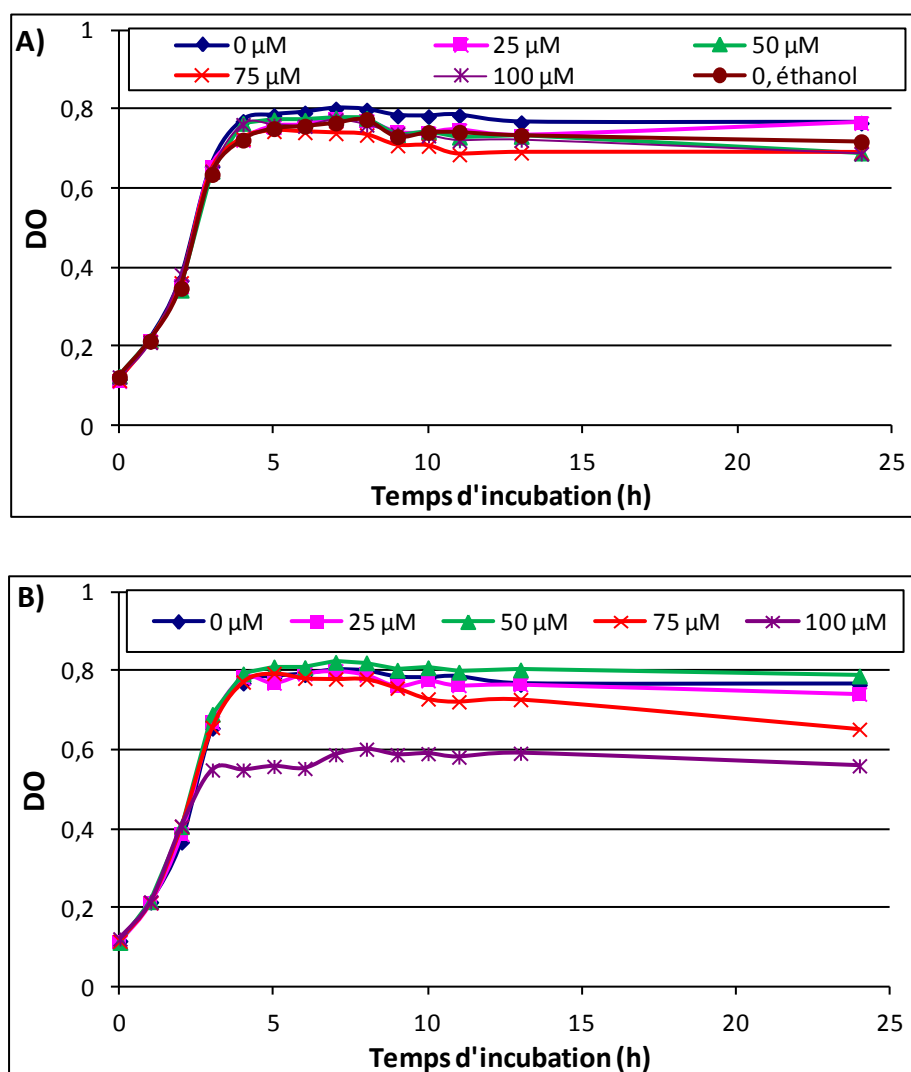 A)
0 µM 25 µM 50 µM
75 µM 100 µM 0, éthanol
1
0,8
0,6
0,4
0,2
0
DO
0 5 10 15 20 25
Temps d'incubation (h)
B)
0 µM 25 µM 50 µM 75 µM 100 µM
1
0,8
0,6
0,4
0,2
0
DO
0 5 10 15 20 25
Temps d'incubation (h)